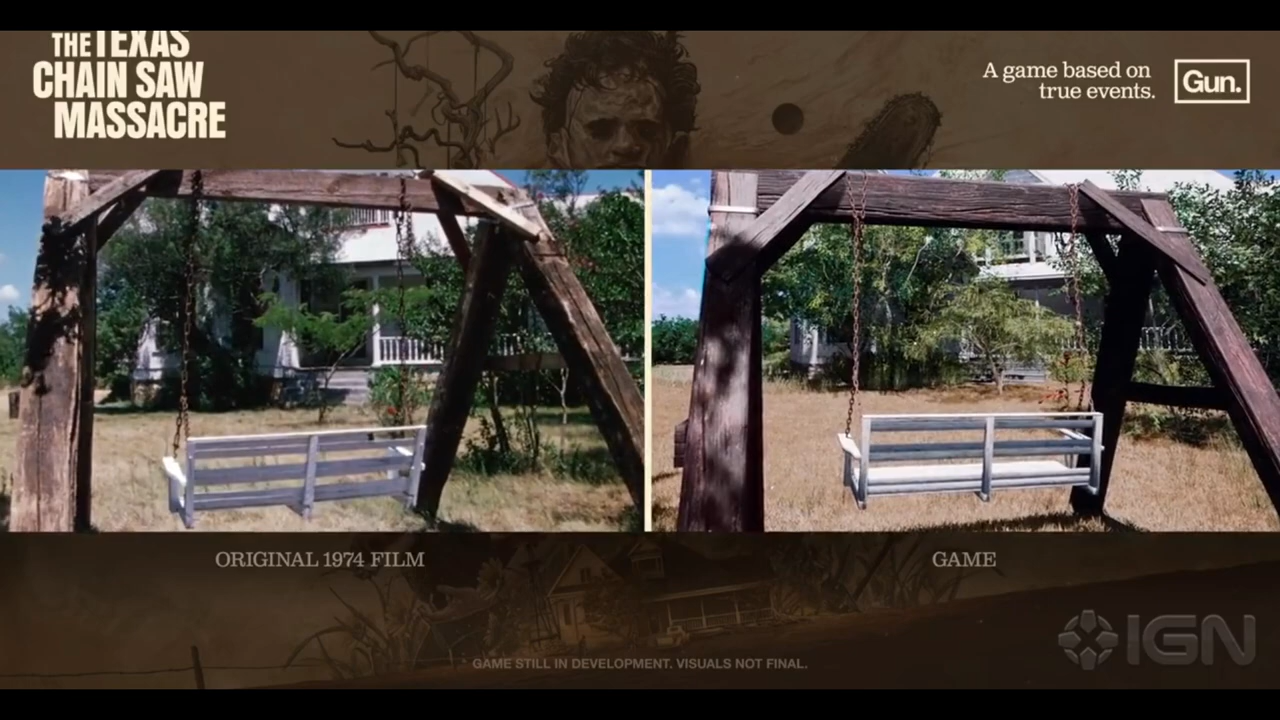 THE TEXAS
CHAIN SAW
MASSACRE
A game based on
true events.
Gun.
ORIGINAL 1974 FILM
GAME
* GAME STILL IN DEVELOPMENT. VISUALS NOT FINAL.
IGN